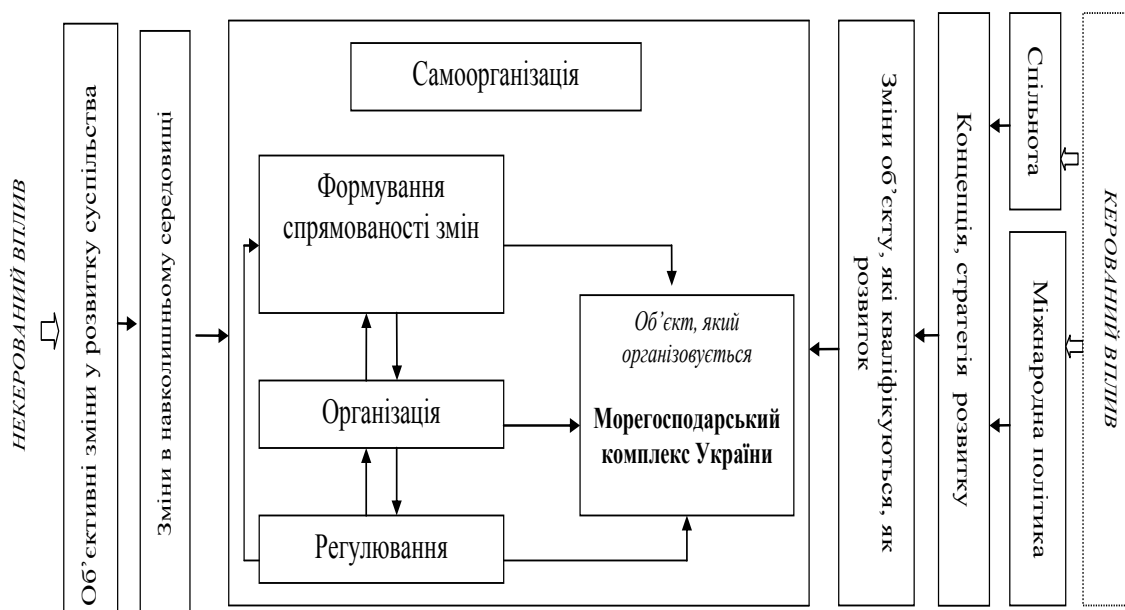 НЕКЕРОВАНИЙ ВПЛИВ
Об’єктивні зміни у розвитку суспільства
Зміни в навколишньому середовищі
Самоорганізація
Формування
спрямованості змін
Організація
Регулювання
Об’єкт, який
організовується
Морегосподарський
комплекс України
Зміни об’єкту, які кваліфікуються, як
розвиток
Концепція, стратегія розвитку
Спільнота
Міжнародна політика
КЕРОВАНИЙ ВПЛИВ